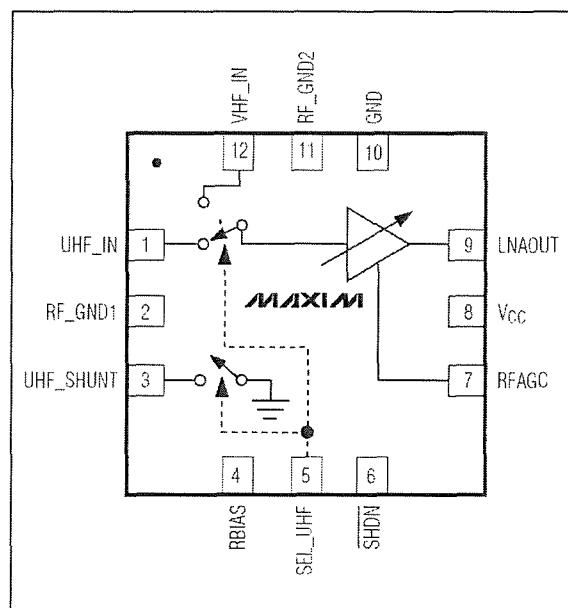 VHF_IN
RF_GND2
GND
12
11
10
UHF_IN
1
9
LNAOUT
MAXIM
RF_GND1
2
8
VCC
UHF_SHUNT
3
7
RFAGC
4
5
6
RBIAS
SEL_UHF
SHDN